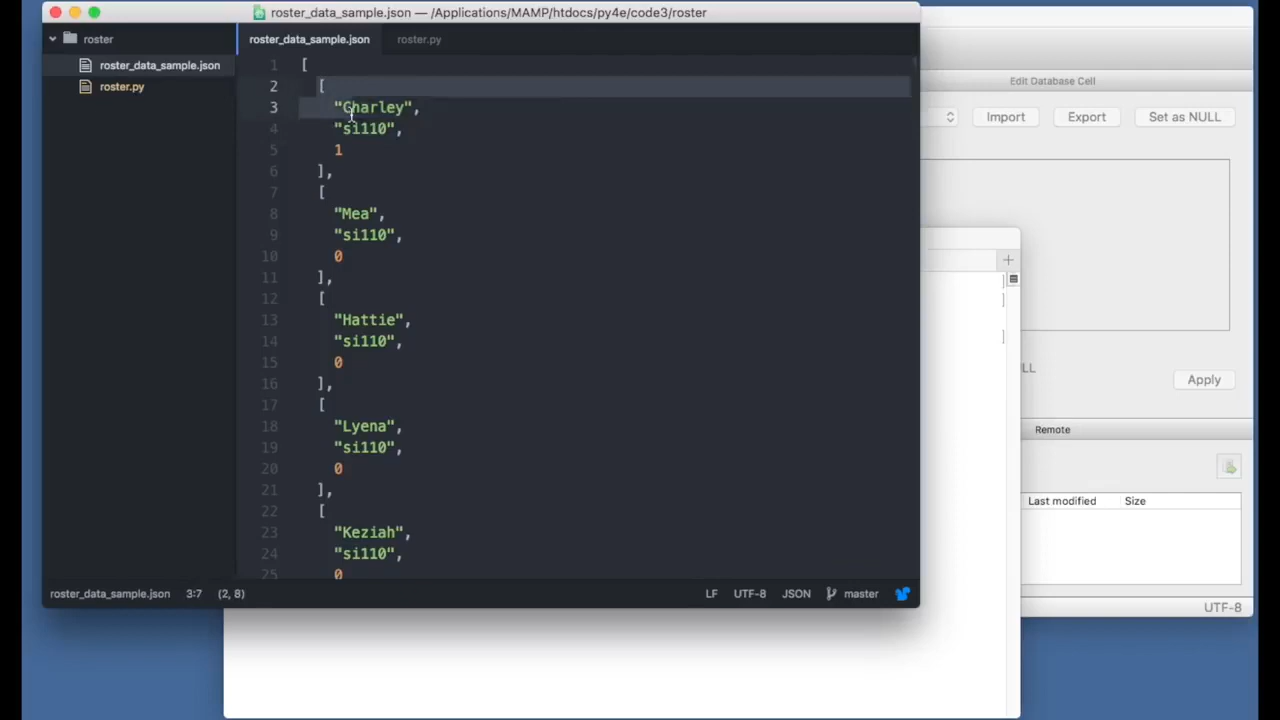 roster_data_sample.json — /Applications/MAMP/htdocs/py4e/code3/roster
roster
roster_data_sample.json
roster.py
roster_data_sample.json
roster.py
1 [
2 [
3 "Charley",
4 "si110",
5 1
6 ],
7 [
8 "Mea",
9 "si110",
10 0
11 ],
12 [
13 "Hattie",
14 "si110",
15 0
16 ],
17 [
18 "Lyena",
19 "si110",
20 0
21 ],
22 [
23 "Keziah",
24 "si110",
25 0
roster_data_sample.json 3:7 (2, 8) LF UTF-8 JSON master
Edit Database Cell
Import Export Set as NULL
]
]
]
LL
Apply
Remote
Last modified Size
UTF-8